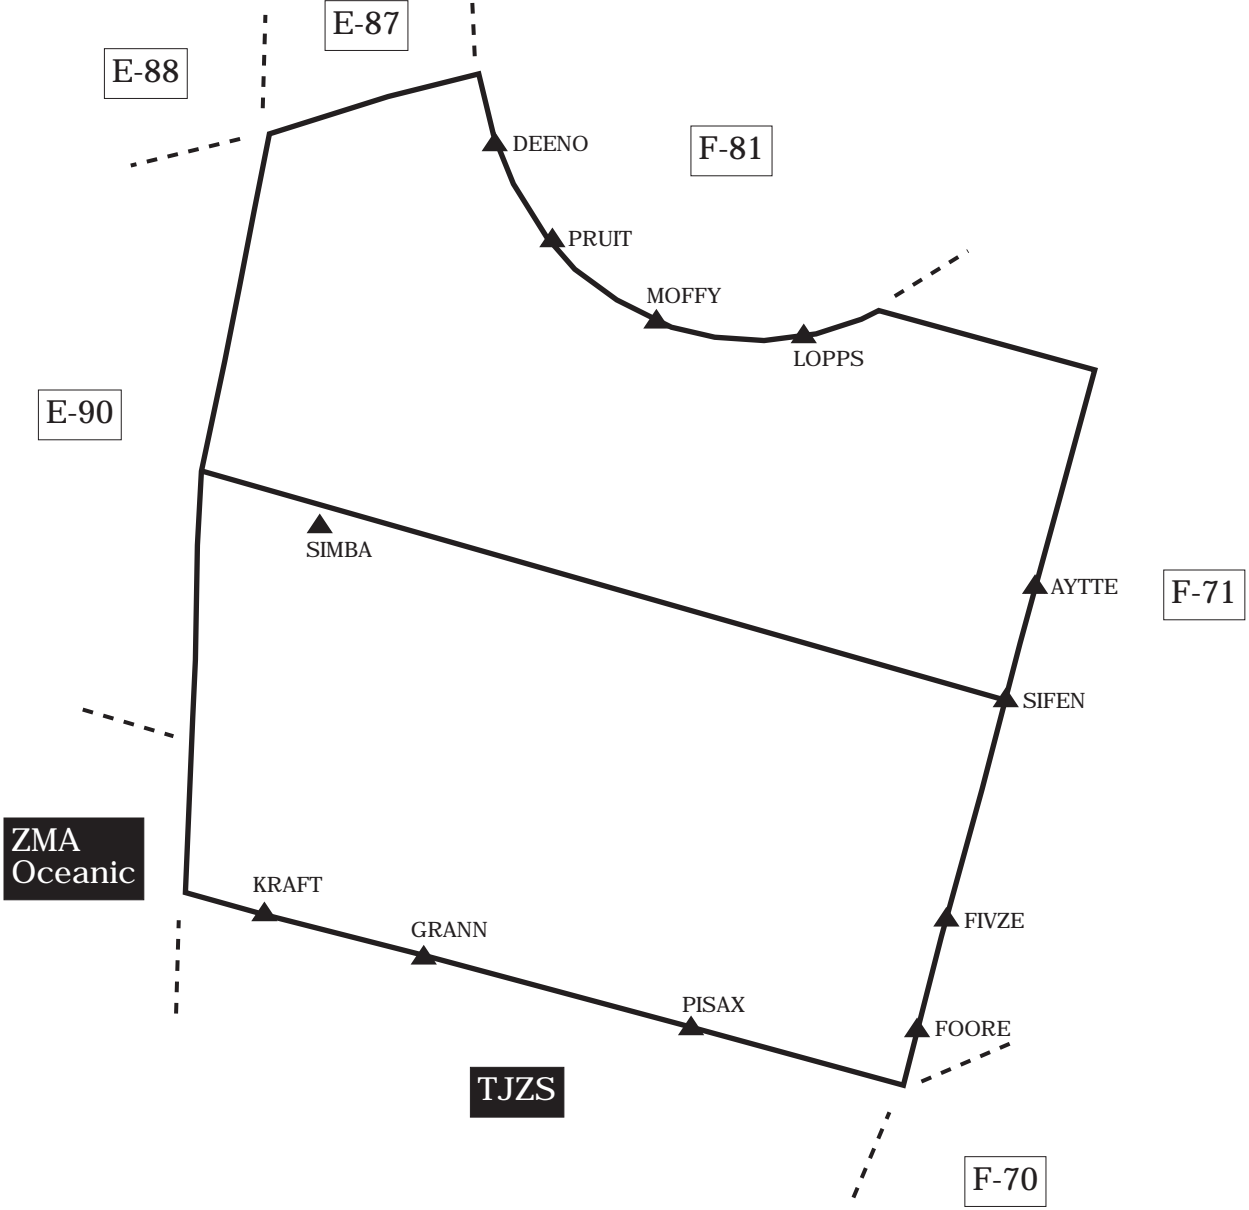 E-87
E-88
DEENO
F-81
PRUIT
MOFFY
LOPPS
E-90
SIMBA
AYTTE
F-71
SIFEN
ZMA
Oceanic
KRAFT
GRANN
FIVZE
PISAX
FOORE
TJZS
F-70